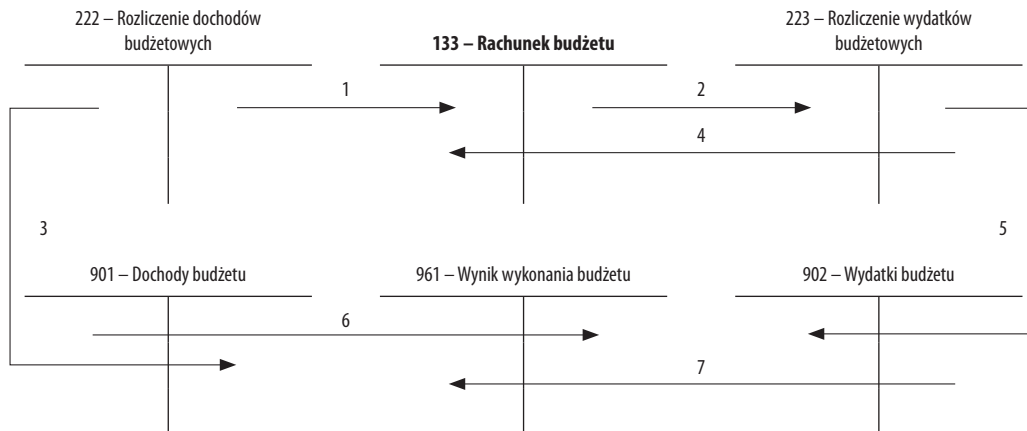 222 – Rozliczenie dochodów
budżetowych
133 – Rachunek budżetu
223 – Rozliczenie wydatków
budżetowych
1
2
4
3
5
901 – Dochody budżetu
961 – Wynik wykonania budżetu
902 – Wydatki budżetu
6
7